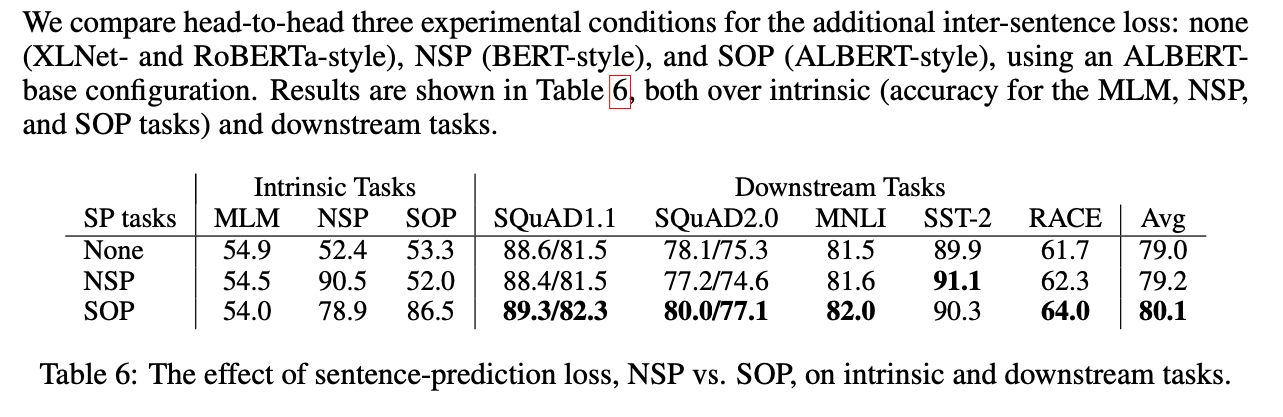 We compare head-to-head three experimental conditions for the additional inter-sentence loss: none
(XLNet- and RoBERTa-style), NSP (BERT-style), and SOP (ALBERT-style), using an ALBERT-
base configuration. Results are shown in Table 6, both over intrinsic (accuracy for the MLM, NSP,
and SOP tasks) and downstream tasks.
Intrinsic Tasks Downstream Tasks
SP tasks MLM NSP SOP SQuAD1.1 SQuAD2.0 MNLI SST-2 RACE Avg
None 54.9 52.4 53.3 88.6/81.5 78.1/75.3 81.5 89.9 61.7 79.0
NSP 54.5 90.5 52.0 88.4/81.5 77.2/74.6 81.6 91.1 62.3 79.2
SOP 54.0 78.9 86.5 89.3/82.3 80.0/77.1 82.0 90.3 64.0 80.1
Table 6: The effect of sentence-prediction loss, NSP vs. SOP, on intrinsic and downstream tasks.